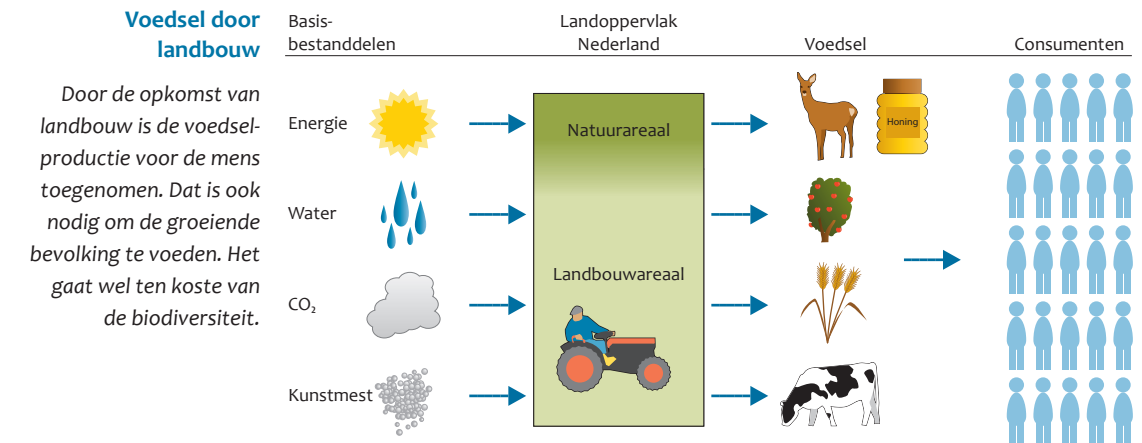 Voedsel door
landbouw
Door de opkomst van
landbouw is de voedsel-
productie voor de mens
toegenomen. Dat is ook
nodig om de groeiende
bevolking te voeden. Het
gaat wel ten koste van
de biodiversiteit.
Basis-
bestanddelen
Landoppervlak
Nederland
Voedsel
Consumenten
Energie
Water
CO₂
Kunstmest
Natuurareaal
Landbouwareaal
Honing